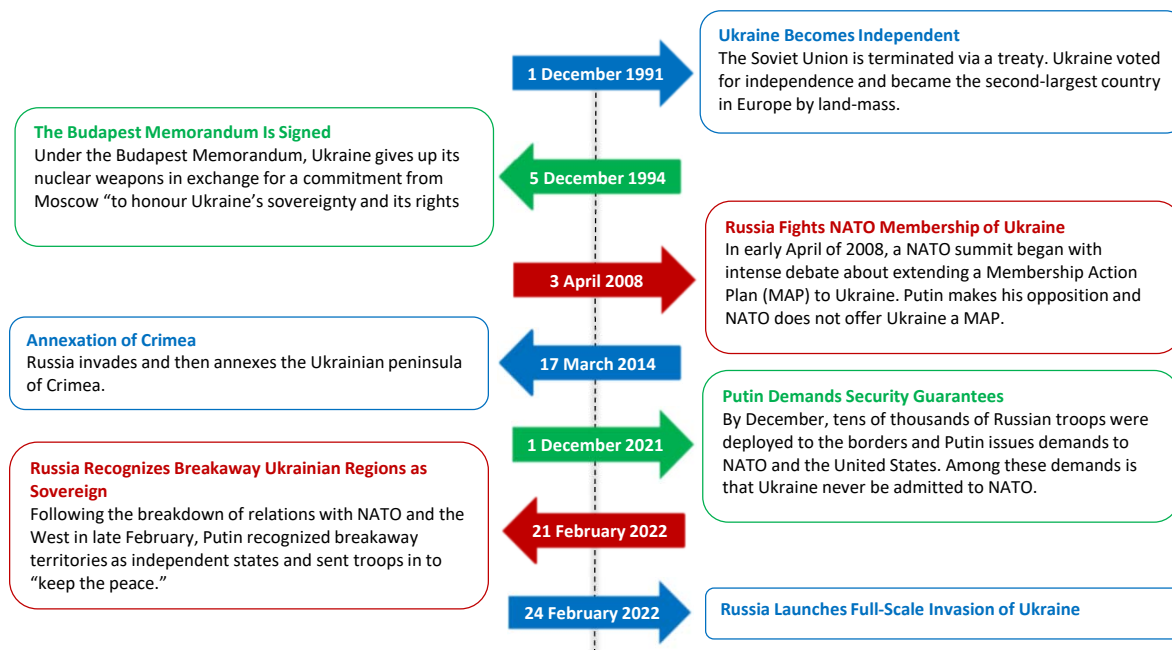 Ukraine Becomes Independent
The Soviet Union is terminated via a treaty. Ukraine voted
for independence and became the second-largest country
in Europe by land-mass.
1 December 1991
The Budapest Memorandum Is Signed
Under the Budapest Memorandum, Ukraine gives up its
nuclear weapons in exchange for a commitment from
Moscow “to honour Ukraine’s sovereignty and its rights
5 December 1994
Russia Fights NATO Membership of Ukraine
In early April of 2008, a NATO summit began with
intense debate about extending a Membership Action
Plan (MAP) to Ukraine. Putin makes his opposition and
NATO does not offer Ukraine a MAP.
3 April 2008
Annexation of Crimea
Russia invades and then annexes the Ukrainian peninsula
of Crimea.
17 March 2014
Putin Demands Security Guarantees
By December, tens of thousands of Russian troops were
deployed to the borders and Putin issues demands to
NATO and the United States. Among these demands is
that Ukraine never be admitted to NATO.
1 December 2021
Russia Recognizes Breakaway Ukrainian Regions as
Sovereign
Following the breakdown of relations with NATO and the
West in late February, Putin recognized breakaway
territories as independent states and sent troops in to
“keep the peace.”
21 February 2022
24 February 2022
Russia Launches Full-Scale Invasion of Ukraine